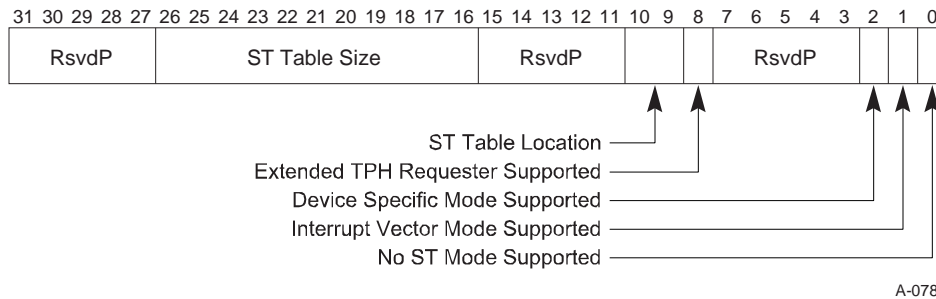 31 30 29 28 27 26 25 24 23 22 21 20 19 18 17 16 15 14 13 12 11 10 9 8 7 6 5 4 3 2 1 0
RsvdP ST Table Size RsvdP RsvdP
ST Table Location
Extended TPH Requester Supported
Device Specific Mode Supported
Interrupt Vector Mode Supported
No ST Mode Supported
A-078